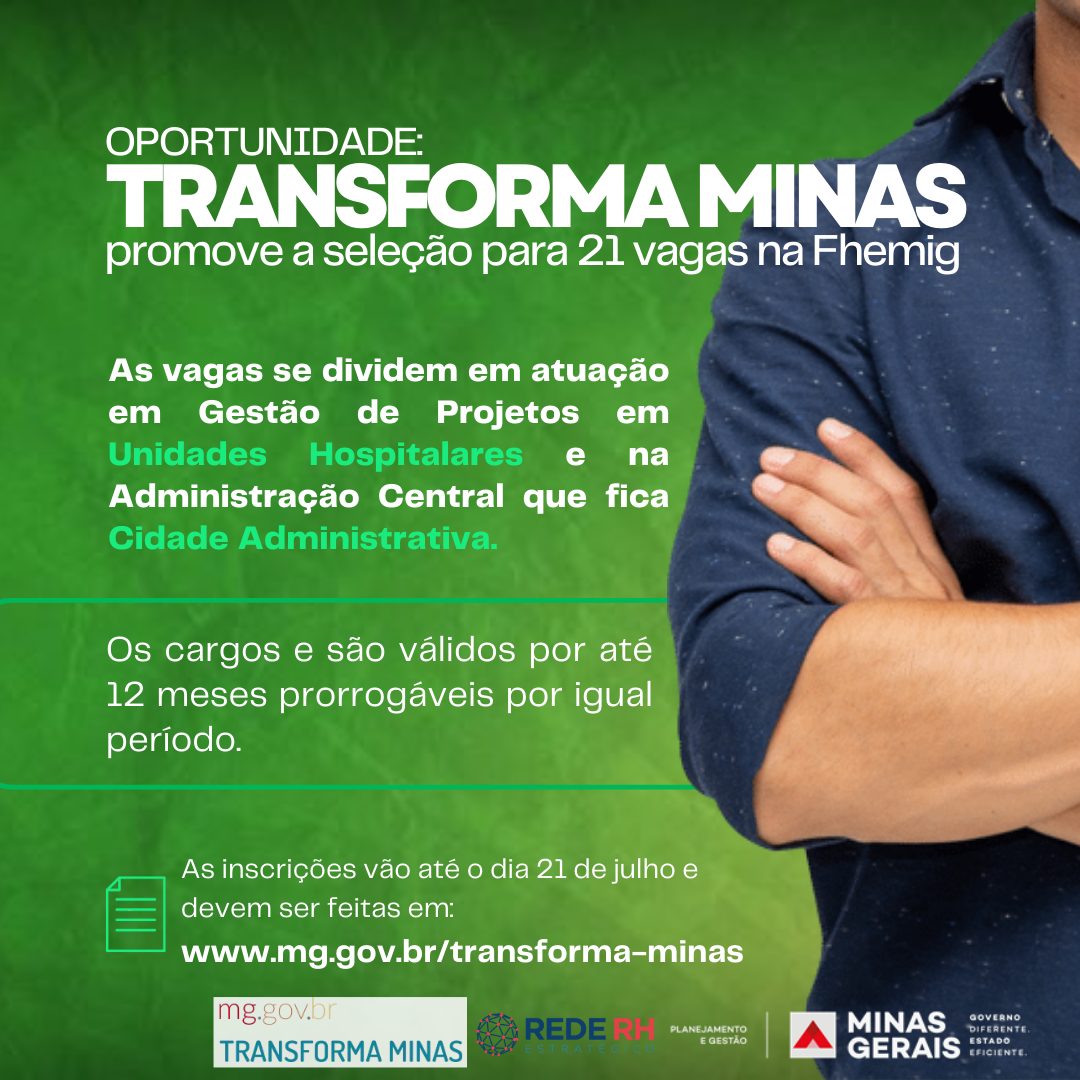 OPORTUNIDADE:
TRANSFORMA MINAS
promove a seleção para 21 vagas na Fhemig
As vagas se dividem em atuação
em Gestão de Projetos em
Unidades Hospitalares e na
Administração Central que fica
Cidade Administrativa.
Os cargos e são válidos por até
12 meses prorrogáveis por igual
período.
As inscrições vão até o dia 21 de julho e
devem ser feitas em:
www.mg.gov.br/transforma-minas
mg.gov.br
TRANSFORMA MINAS
REDE RH
ESTRATÉGICO
PLANEJAMENTO
E GESTÃO
MINAS
GERAIS
GOVERNO
DIFERENTE.
ESTADO
EFICIENTE.